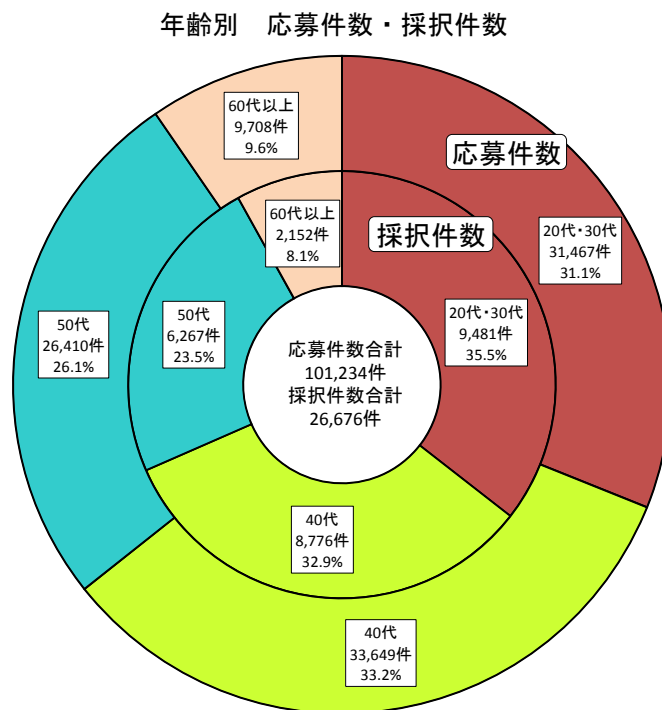 年齢別　応募件数・採択件数
60代以上
9,708件
9.6%
応募件数
20代・30代
31,467件
31.1%
60代以上
2,152件
8.1%
採択件数
20代・30代
9,481件
35.5%
50代
6,267件
23.5%
50代
26,410件
26.1%
応募件数合計
101,234件
採択件数合計
26,676件
40代
8,776件
32.9%
40代
33,649件
33.2%